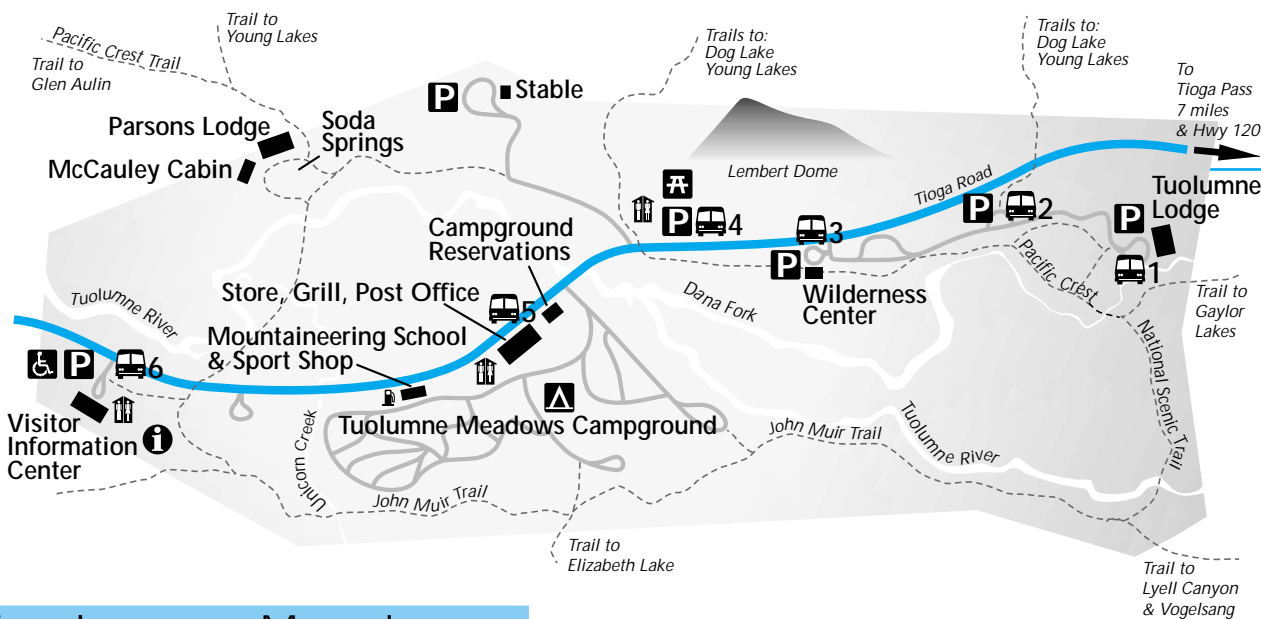 Trail to
Young Lakes
Pacific Crest Trail
Trail to
Glen Aulin
P
Stable
Trails to:
Dog Lake
Young Lakes
Trails to:
Dog Lake
Young Lakes
To
Tioga Pass
7 miles
& Hwy 120
Parsons Lodge
Soda
Springs
McCauley Cabin
Lembert Dome
Tioga Road
Tuolumne
Lodge
P
P
2
P
4
3
1
Campground
Reservations
P
Wilderness
Center
Pacific Crest
Trail to
Gaylor
Lakes
Store, Grill, Post Office
5
Tuolumne River
Dana Fork
Mountaineering School
& Sport Shop
National Scenic Trail
P
6
Visitor
Information
Center
i
Unicorn Creek
Tuolumne Meadows Campground
John Muir Trail
Tuolumne River
John Muir Trail
Trail to
Elizabeth Lake
Trail to
Lyell Canyon
& Vogelsang